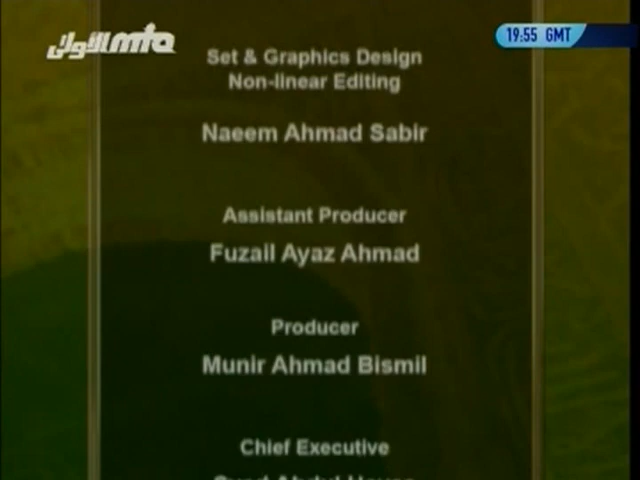 mta الأولى
19:55 GMT
Set & Graphics Design
Non-linear Editing
Naeem Ahmad Sabir
Assistant Producer
Fuzail Ayaz Ahmad
Producer
Munir Ahmad Bismil
Chief Executive